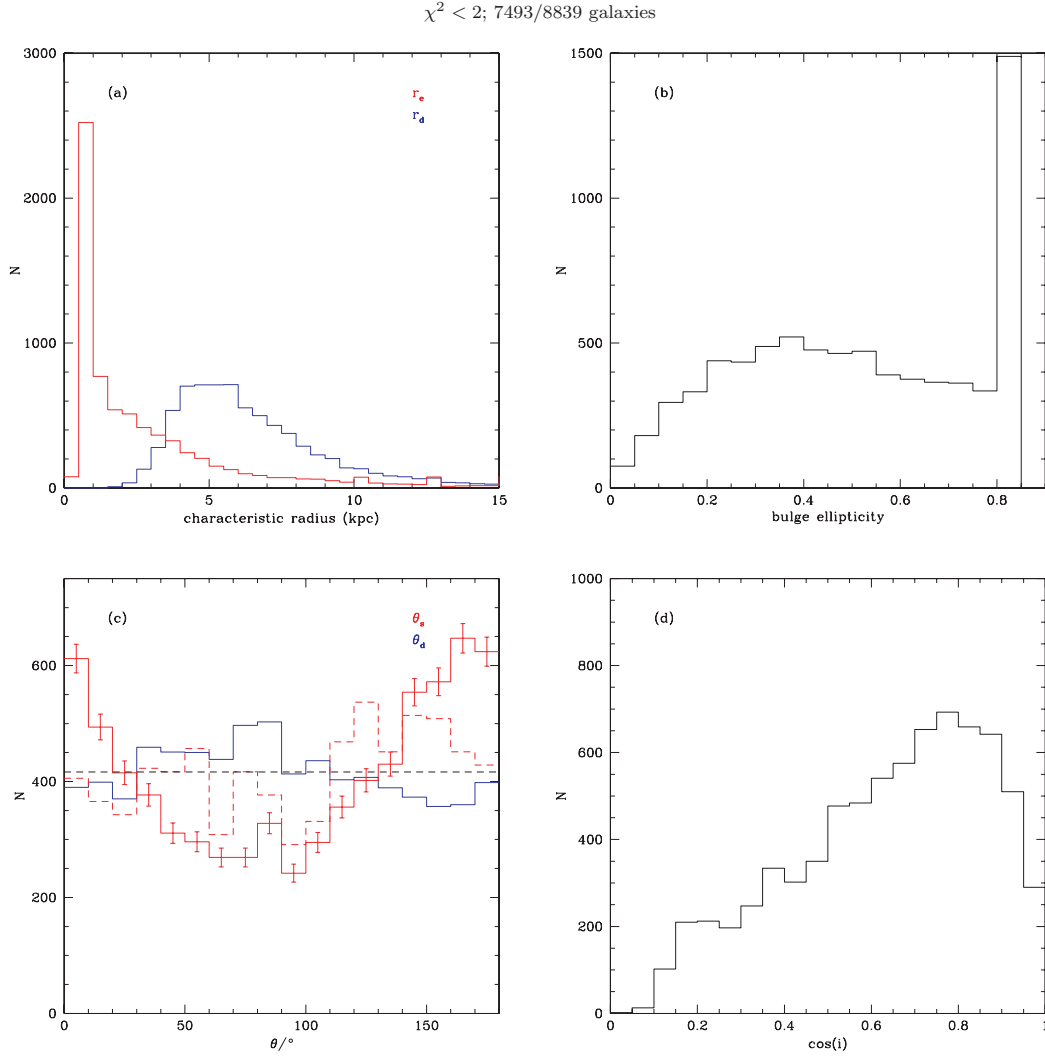 χ² < 2; 7493/8839 galaxies
3000
2000
1000
0
N
(a)
r_e
r_d
0 5 10 15
characteristic radius (kpc)
1500
1000
500
0
N
(b)
0 0.2 0.4 0.6 0.8
bulge ellipticity
600
400
200
0
N
(c)
θ_s
θ_d
0 50 100 150
θ/°
1000
800
600
400
200
0
N
(d)
0 0.2 0.4 0.6 0.8 1
cos(i)